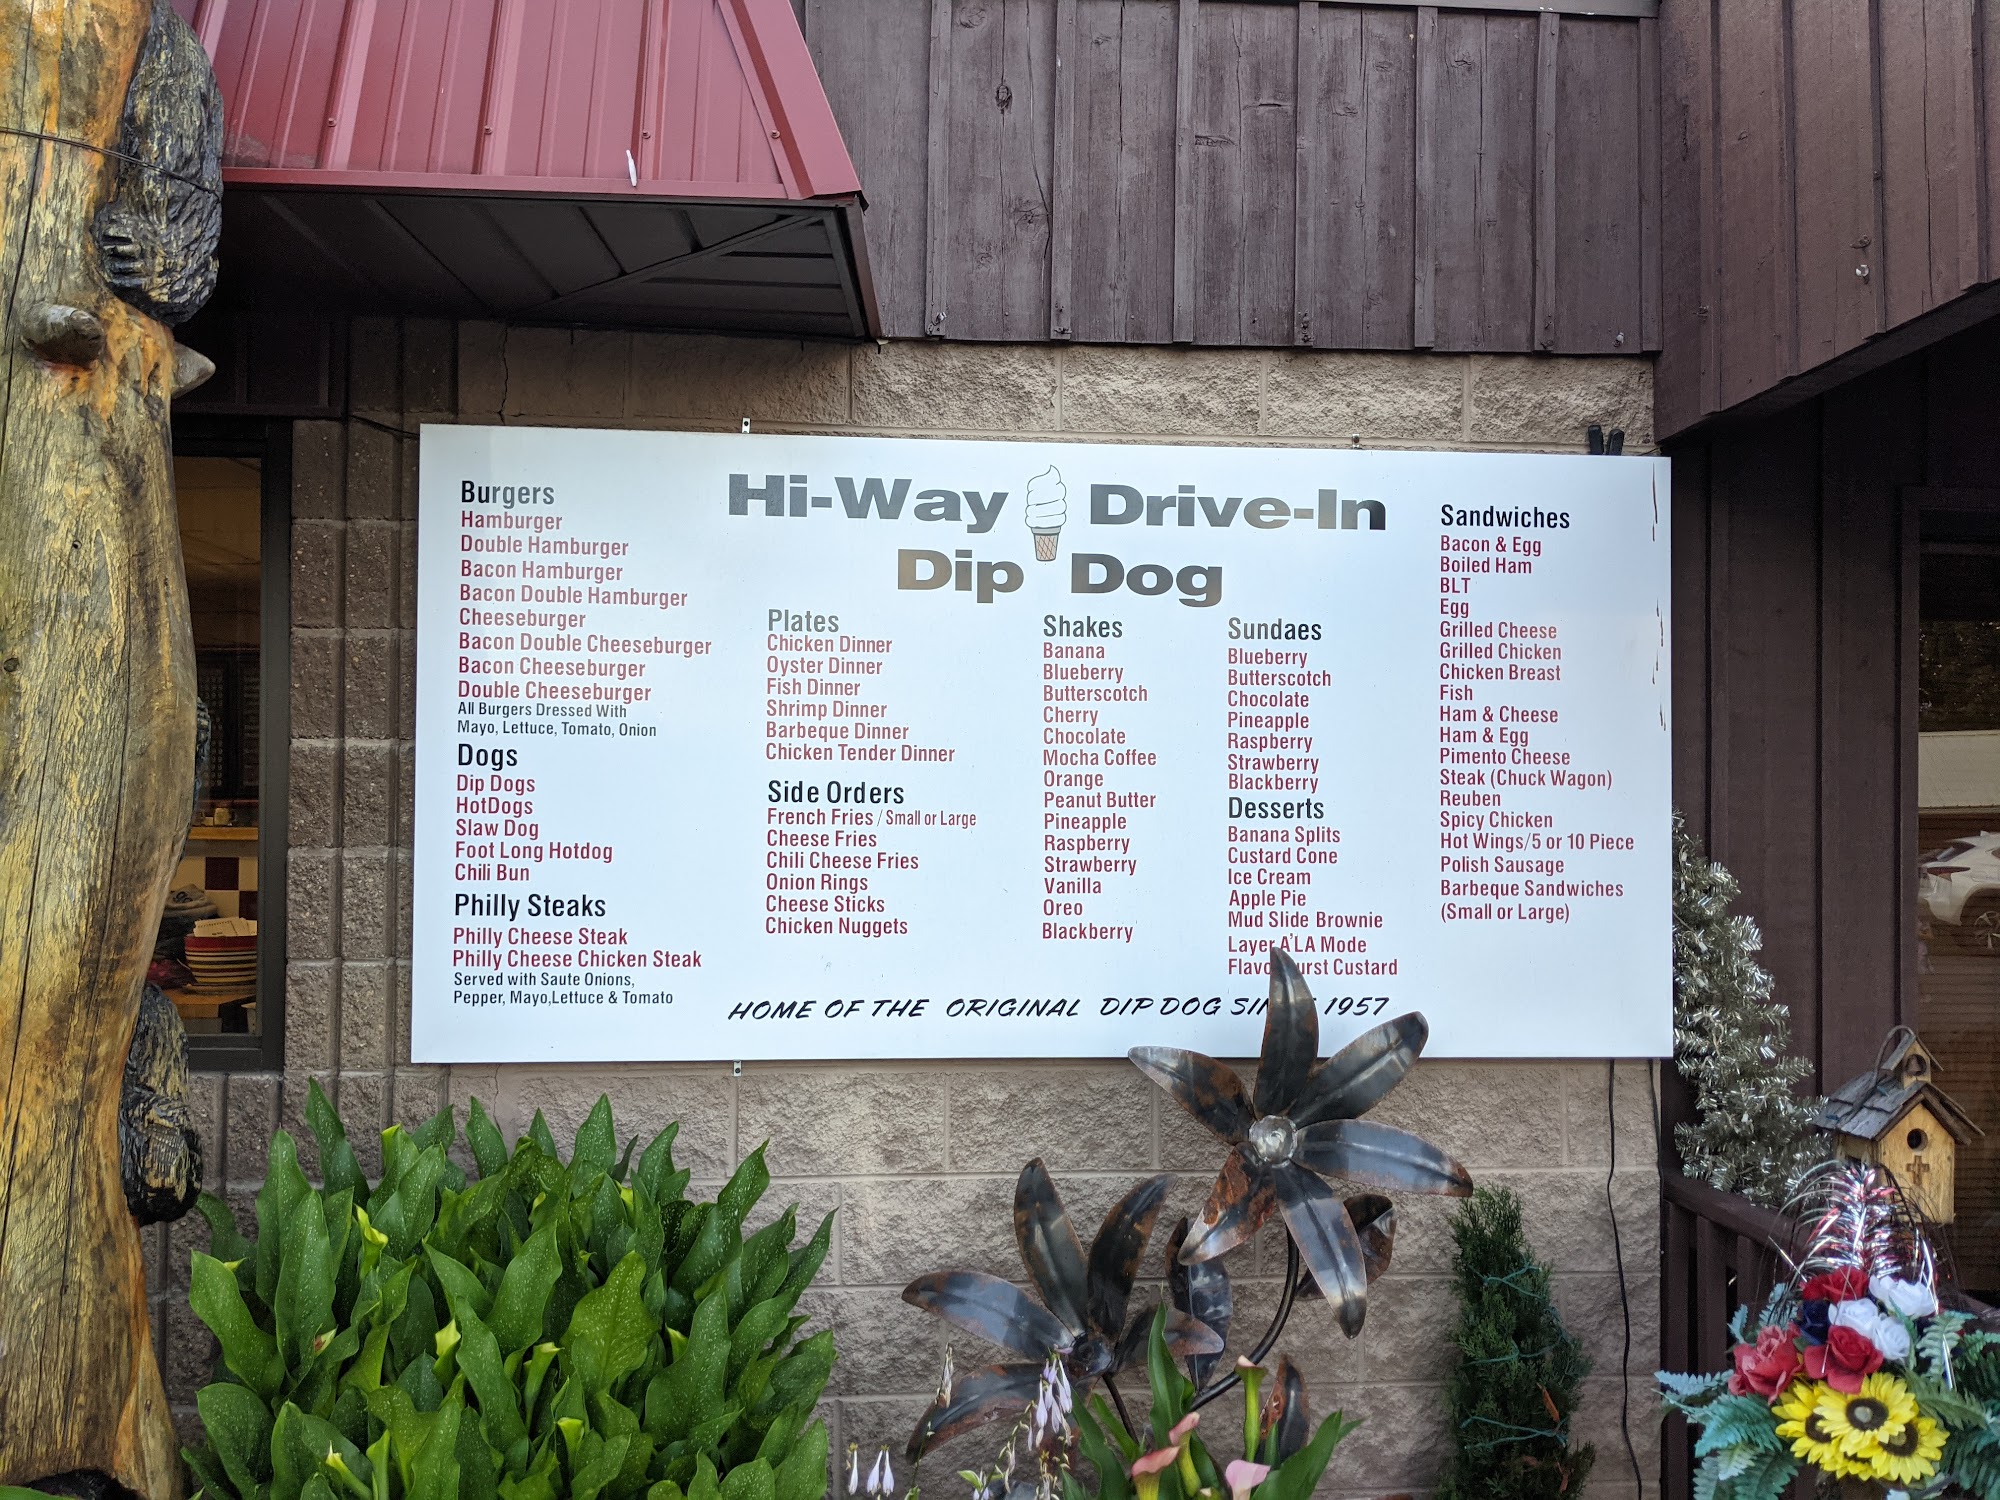 Hi-Way Drive-In
Dip Dog
Burgers
Hamburger
Double Hamburger
Bacon Hamburger
Bacon Double Hamburger
Cheeseburger
Bacon Double Cheeseburger
Bacon Cheeseburger
Double Cheeseburger
All Burgers Dressed With
Mayo, Lettuce, Tomato, Onion
Dogs
Dip Dogs
HotDogs
Slaw Dog
Foot Long Hotdog
Chili Bun
Philly Steaks
Philly Cheese Steak
Philly Cheese Chicken Steak
Served with Saute Onions,
Pepper, Mayo,Lettuce & Tomato
Plates
Chicken Dinner
Oyster Dinner
Fish Dinner
Shrimp Dinner
Barbeque Dinner
Chicken Tender Dinner
Side Orders
French Fries / Small or Large
Cheese Fries
Chili Cheese Fries
Onion Rings
Cheese Sticks
Chicken Nuggets
Shakes
Banana
Blueberry
Butterscotch
Cherry
Chocolate
Mocha Coffee
Orange
Peanut Butter
Pineapple
Raspberry
Strawberry
Vanilla
Oreo
Blackberry
Sundaes
Blueberry
Butterscotch
Chocolate
Pineapple
Raspberry
Strawberry
Blackberry
Desserts
Banana Splits
Custard Cone
Ice Cream
Apple Pie
Mud Slide Brownie
Layer A'LA Mode
Custard
Sandwiches
Bacon & Egg
Boiled Ham
BLT
Egg
Grilled Cheese
Grilled Chicken
Chicken Breast
Fish
Ham & Cheese
Ham & Egg
Pimento Cheese
Steak (Chuck Wagon)
Reuben
Spicy Chicken
Hot Wings/5 or 10 Piece
Polish Sausage
Barbeque Sandwiches
(Small or Large)
HOME OF THE ORIGINAL DIP DOG 1957